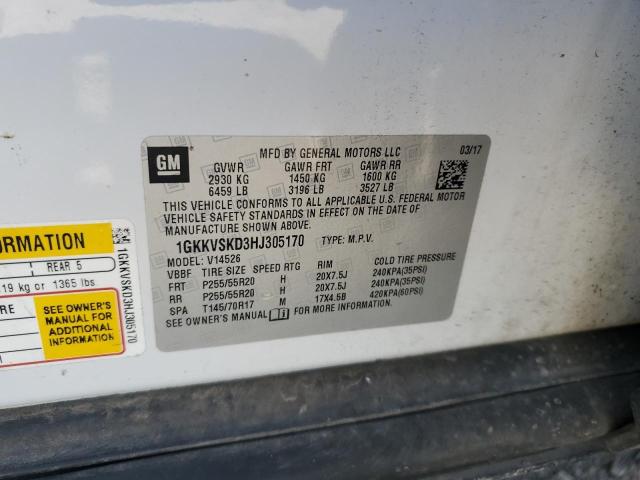 GM
MFD BY GENERAL MOTORS LLC
03/17
GVWR GAWR FRT GAWR RR
2930 KG 1450 KG 1600 KG
6459 LB 3196 LB 3527 LB
THIS VEHICLE CONFORMS TO ALL APPLICABLE U.S. FEDERAL MOTOR
VEHICLE SAFETY STANDARDS IN EFFECT ON THE DATE OF
MANUFACTURE SHOWN ABOVE.
1GKKVSKD3HJ305170 TYPE: M.P.V.
MODEL: V14526
VBBF TIRE SIZE SPEED RTG RIM COLD TIRE PRESSURE
FRT P255/55R20 H 20X7.5J 240KPA(35PSI)
RR P255/55R20 H 20X7.5J 240KPA(35PSI)
SPA T145/70R17 M 17X4.5B 420KPA(60PSI)
SEE OWNER'S MANUAL FOR MORE INFORMATION.
ORMATION
REAR 5
19 kg or 1365 lbs
RE
SEE OWNER'S
MANUAL FOR
ADDITIONAL
INFORMATION
1GKKVSKD3HJ305170